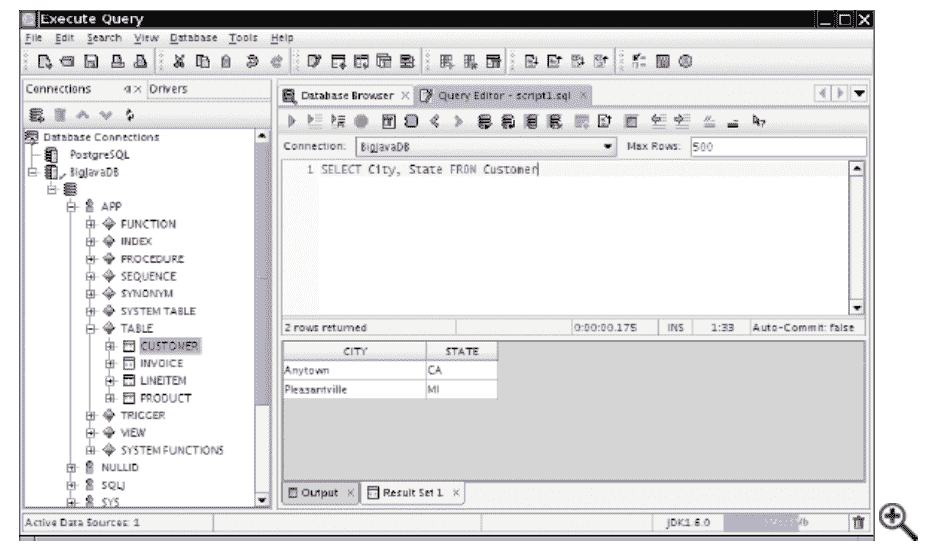 Execute Query
File Edit Search View Database Tools Help
Connections Drivers
Database Browser Query Editor - script1.sql
Database Connections
PostgreSQL
BigJavaDB
APP
FUNCTION
INDEX
PROCEDURE
SEQUENCE
SYNONYM
SYSTEM TABLE
TABLE
CUSTOMER
INVOICE
LINEITEM
PRODUCT
TRIGGER
VIEW
SYSTEM FUNCTIONS
NULLID
SQLJ
SYS
Connection: BigJavaDB Max Rows: 500
1 SELECT City, State FROM Customer
2 rows returned 0:00:00.175 INS 1:33 Auto-Commit: false
CITY STATE
Anytown CA
Pleasantville MI
Output Result Set 1
Active Data Sources: 1 JDK1.6.0